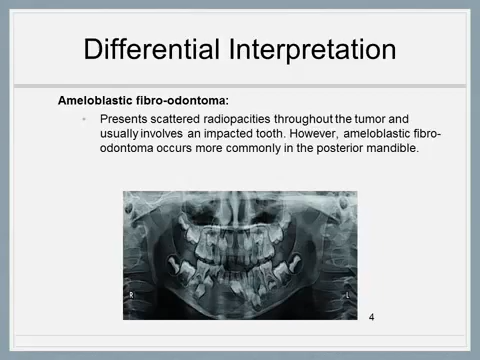 Differential Interpretation
Ameloblastic fibro-odontoma:
• Presents scattered radiopacities throughout the tumor and
usually involves an impacted tooth. However, ameloblastic fibro-
odontoma occurs more commonly in the posterior mandible.
R L
4